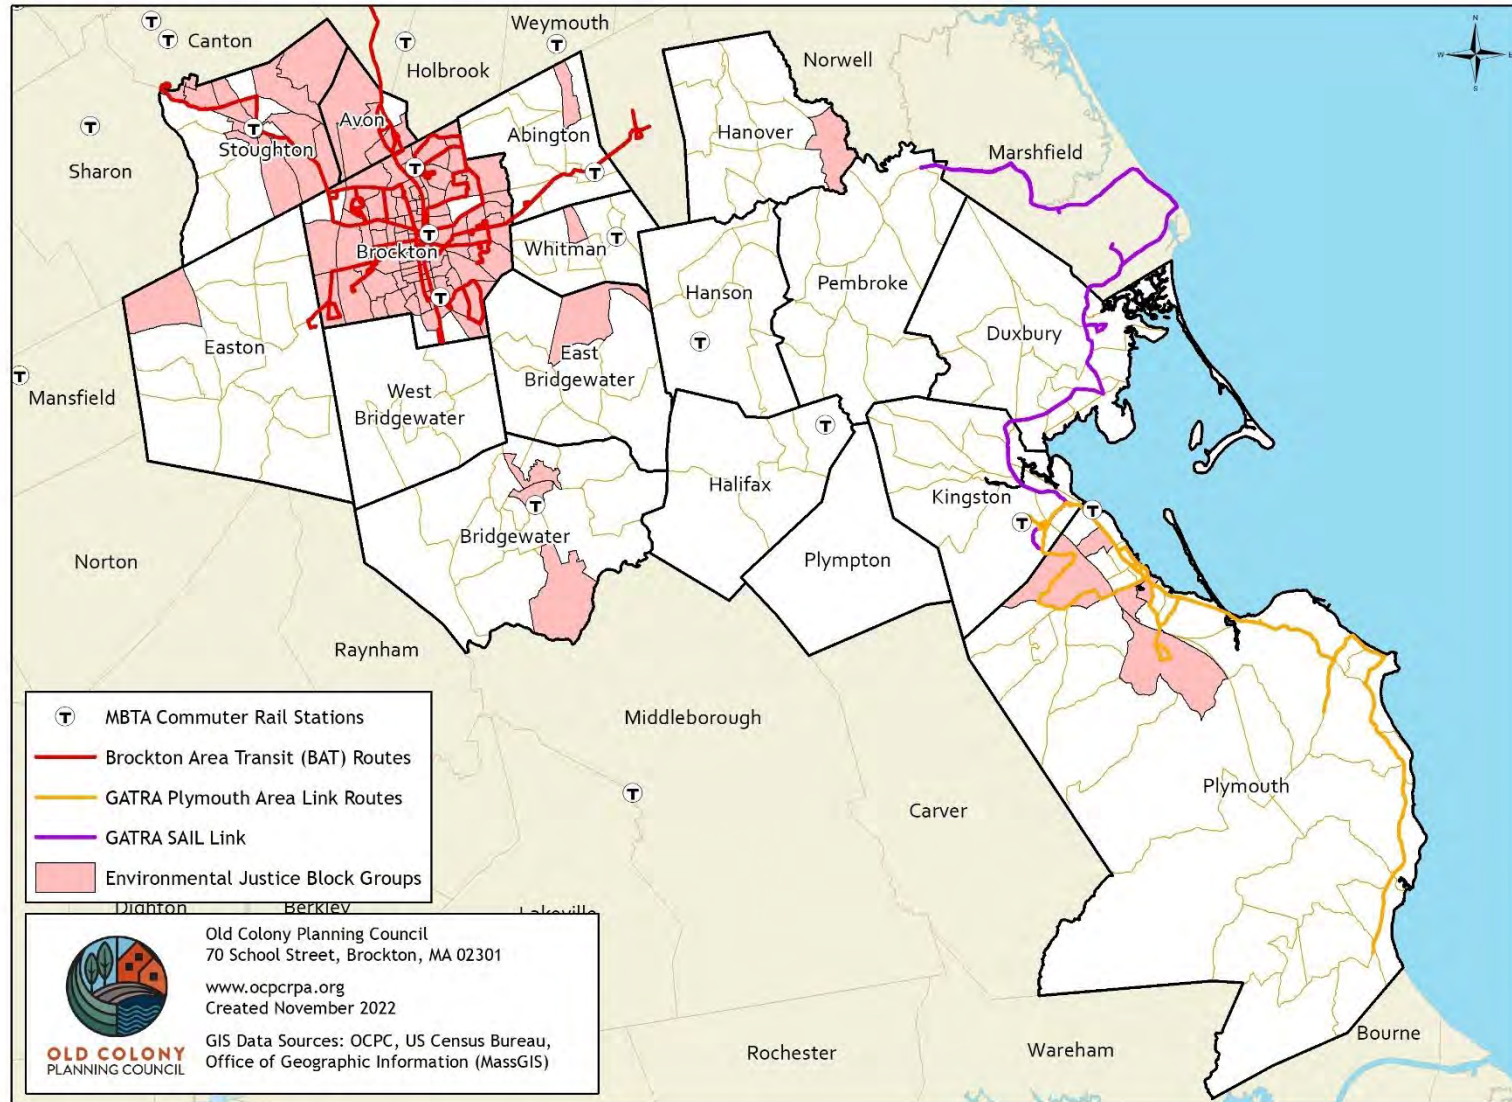 Weymouth
Canton
Holbrook
Norwell
N
W
E
S
Avon
Abington
Hanover
Stoughton
Marshfield
Sharon
Brockton
Whitman
Hanson
Pembroke
Duxbury
Easton
East
Bridgewater
Mansfield
West
Bridgewater
Halifax
Kingston
Bridgewater
Plympton
Norton
Raynham
Middleborough
Plymouth
Carver
T MBTA Commuter Rail Stations
Brockton Area Transit (BAT) Routes
GATRA Plymouth Area Link Routes
GATRA SAIL Link
Environmental Justice Block Groups
Dighton
Berkley
Lakeville
Old Colony Planning Council
70 School Street, Brockton, MA 02301
www.ocpcrpa.org
Created November 2022
GIS Data Sources: OCPC, US Census Bureau,
Office of Geographic Information (MassGIS)
OLD COLONY
PLANNING COUNCIL
Rochester
Wareham
Bourne